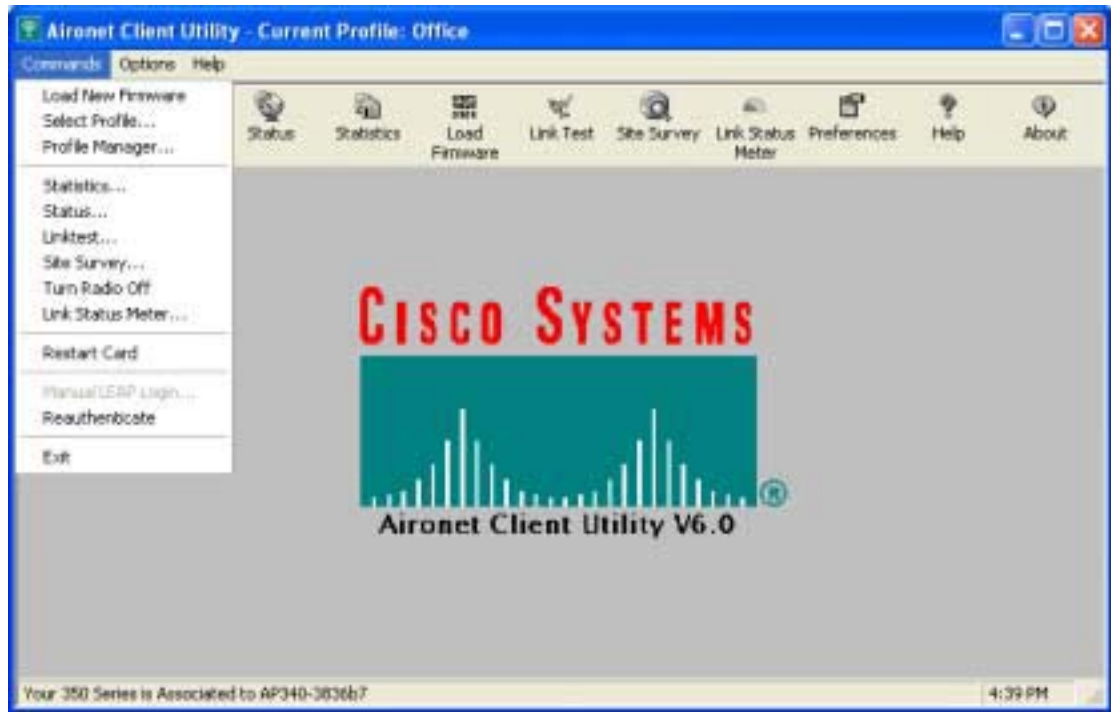 Aironet Client Utility - Current Profile: Office
Commands Options Help
Load New Firmware
Select Profile...
Profile Manager...
Statistics...
Status...
Linktest...
Site Survey...
Turn Radio Off
Link Status Meter...
Restart Card
Manual LEAP Login...
Reauthenticate
Exit
Status
Statistics
Load
Firmware
Link Test
Site Survey
Link Status
Meter
Preferences
Help
About
CISCO SYSTEMS
®
Aironet Client Utility V6.0
Your 350 Series is Associated to AP340-3836b7
4:39 PM